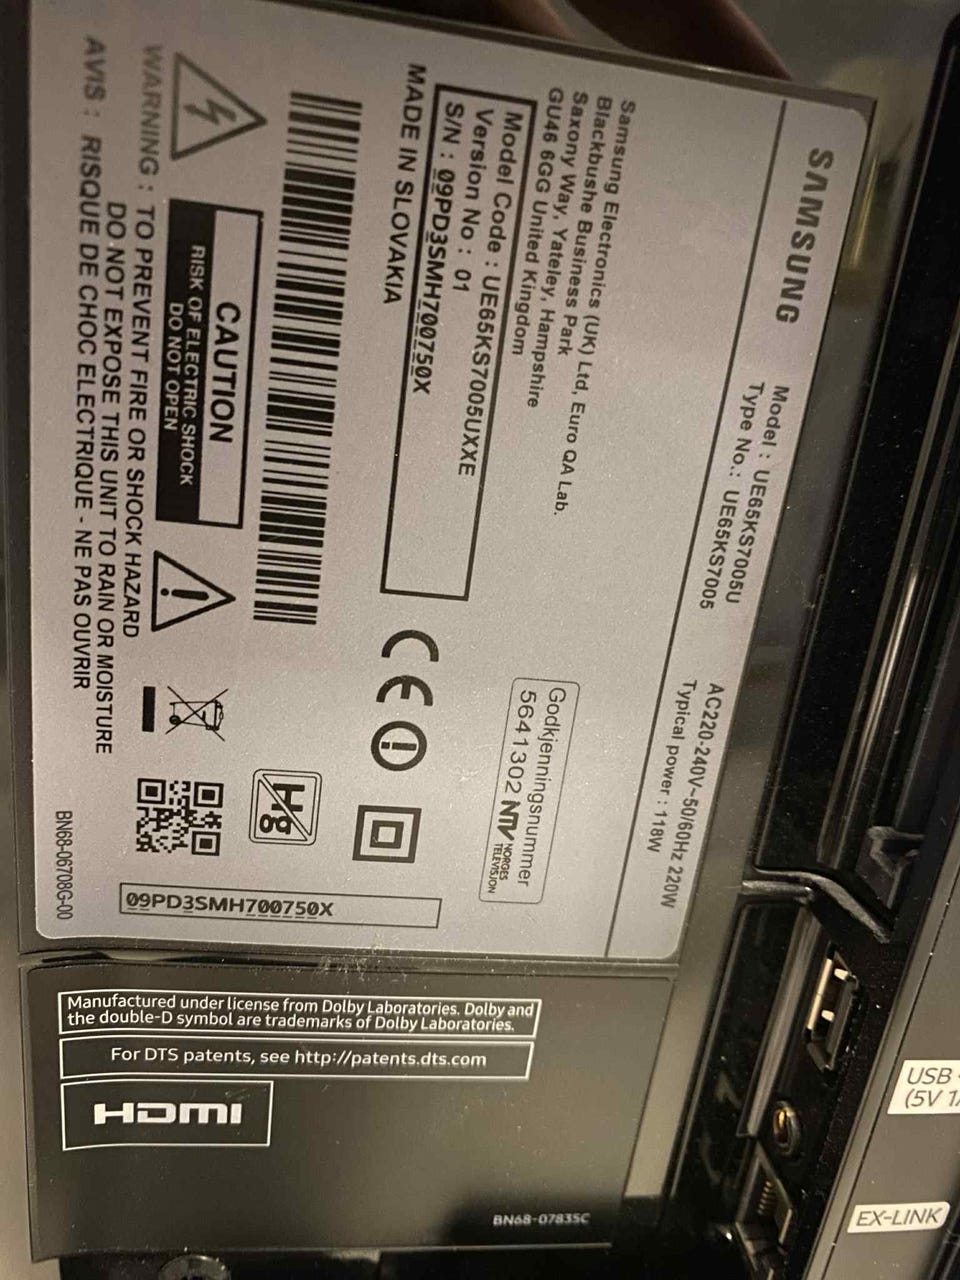 SAMSUNG
Model : UE65KS7005U
Type No.: UE65KS7005
AC220-240V~50/60Hz 220W
Typical power : 118W
Samsung Electronics (UK) Ltd, Euro QA Lab.
Blackbushe Business Park
Saxony Way, Yateley, Hampshire
GU46 6GG United Kingdom
Godkjenningsnummer
5641302 NTV NORGES
TELEVISJON
Model Code : UE65KS7005UXXE
Version No : 01
S/N : 09PD3SMH700750X
MADE IN SLOVAKIA
CE
Hg
CAUTION
RISK OF ELECTRIC SHOCK
DO NOT OPEN
WARNING : TO PREVENT FIRE OR SHOCK HAZARD
DO NOT EXPOSE THIS UNIT TO RAIN OR MOISTURE
AVIS : RISQUE DE CHOC ELECTRIQUE - NE PAS OUVRIR
09PD3SMH700750X
BN68-06708G-00
Manufactured under license from Dolby Laboratories. Dolby and
the double-D symbol are trademarks of Dolby Laboratories.
For DTS patents, see http://patents.dts.com
HDMI
BN68-07835C
USB
(5V
EX-LINK